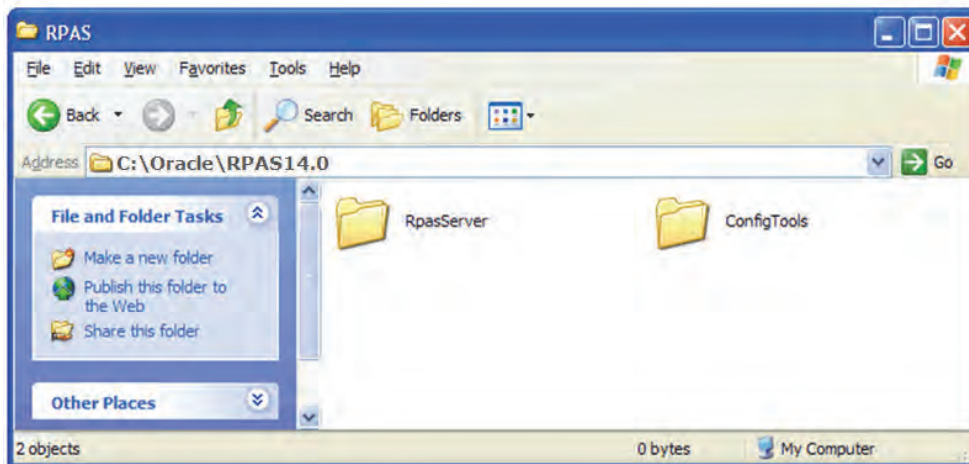 RPAS
File Edit View Favorites Tools Help
Back Search Folders
Address C:\Oracle\RPAS14.0 Go
File and Folder Tasks
Make a new folder
Publish this folder to
the Web
Share this folder
Other Places
RpasServer ConfigTools
2 objects 0 bytes My Computer